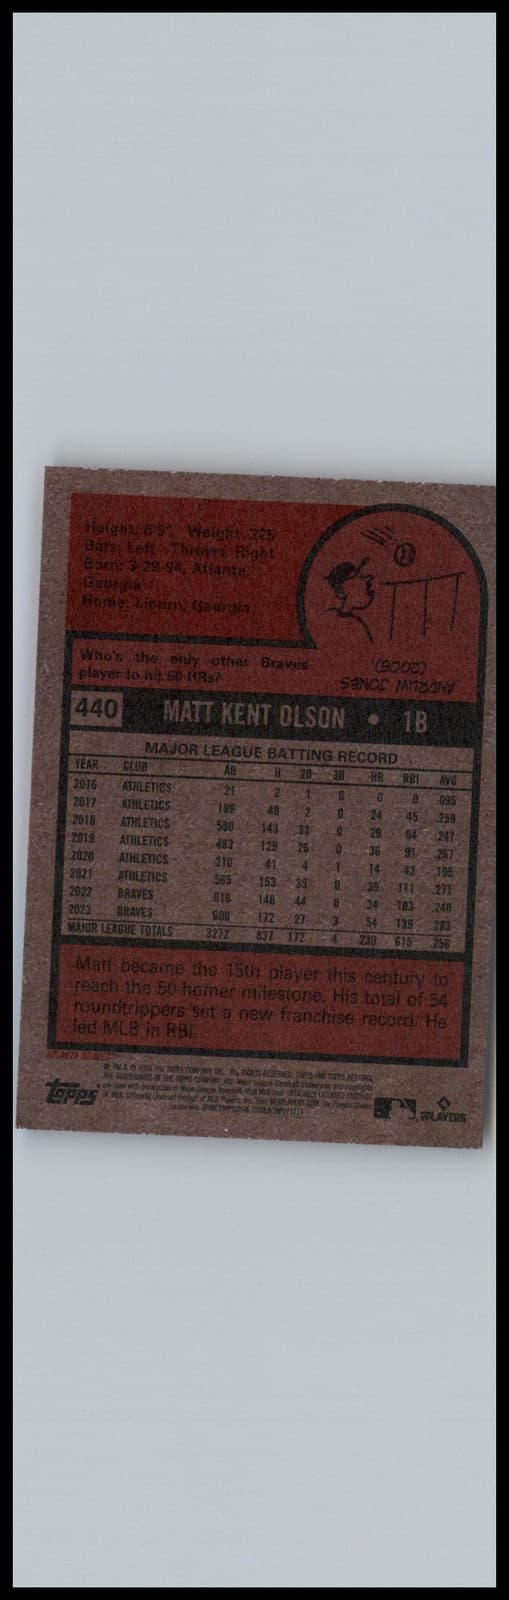 Height: 6'5" Weight: 225
Bats: Left Throws: Right
Born: 3-29-94, Atlanta,
Georgia
Home: Lilburn, Georgia
Who's the only other Braves
player to hit 50 HRs?
ANDRUW JONES
(2005).
440 MATT KENT OLSON • 1B
MAJOR LEAGUE BATTING RECORD
YEAR CLUB AB H 2B 3B HR RBI AVG
2016 ATHLETICS 21 2 1 0 0 0 .095
2017 ATHLETICS 189 49 2 0 24 45 .259
2018 ATHLETICS 580 143 33 0 29 84 .247
2019 ATHLETICS 483 129 26 0 36 91 .267
2020 ATHLETICS 210 41 4 1 14 42 .195
2021 ATHLETICS 565 153 35 0 39 111 .271
2022 BRAVES 616 148 44 0 34 103 .240
2023 BRAVES 608 172 27 3 54 139 .283
MAJOR LEAGUE TOTALS 3272 837 172 4 230 615 .256
Matt became the 15th player this century to
reach the 50-homer milestone. His total of 54
roundtrippers set a new franchise record. He
led MLB in RBI.
ATLANTA BRAVES
Topps
PLAYERS